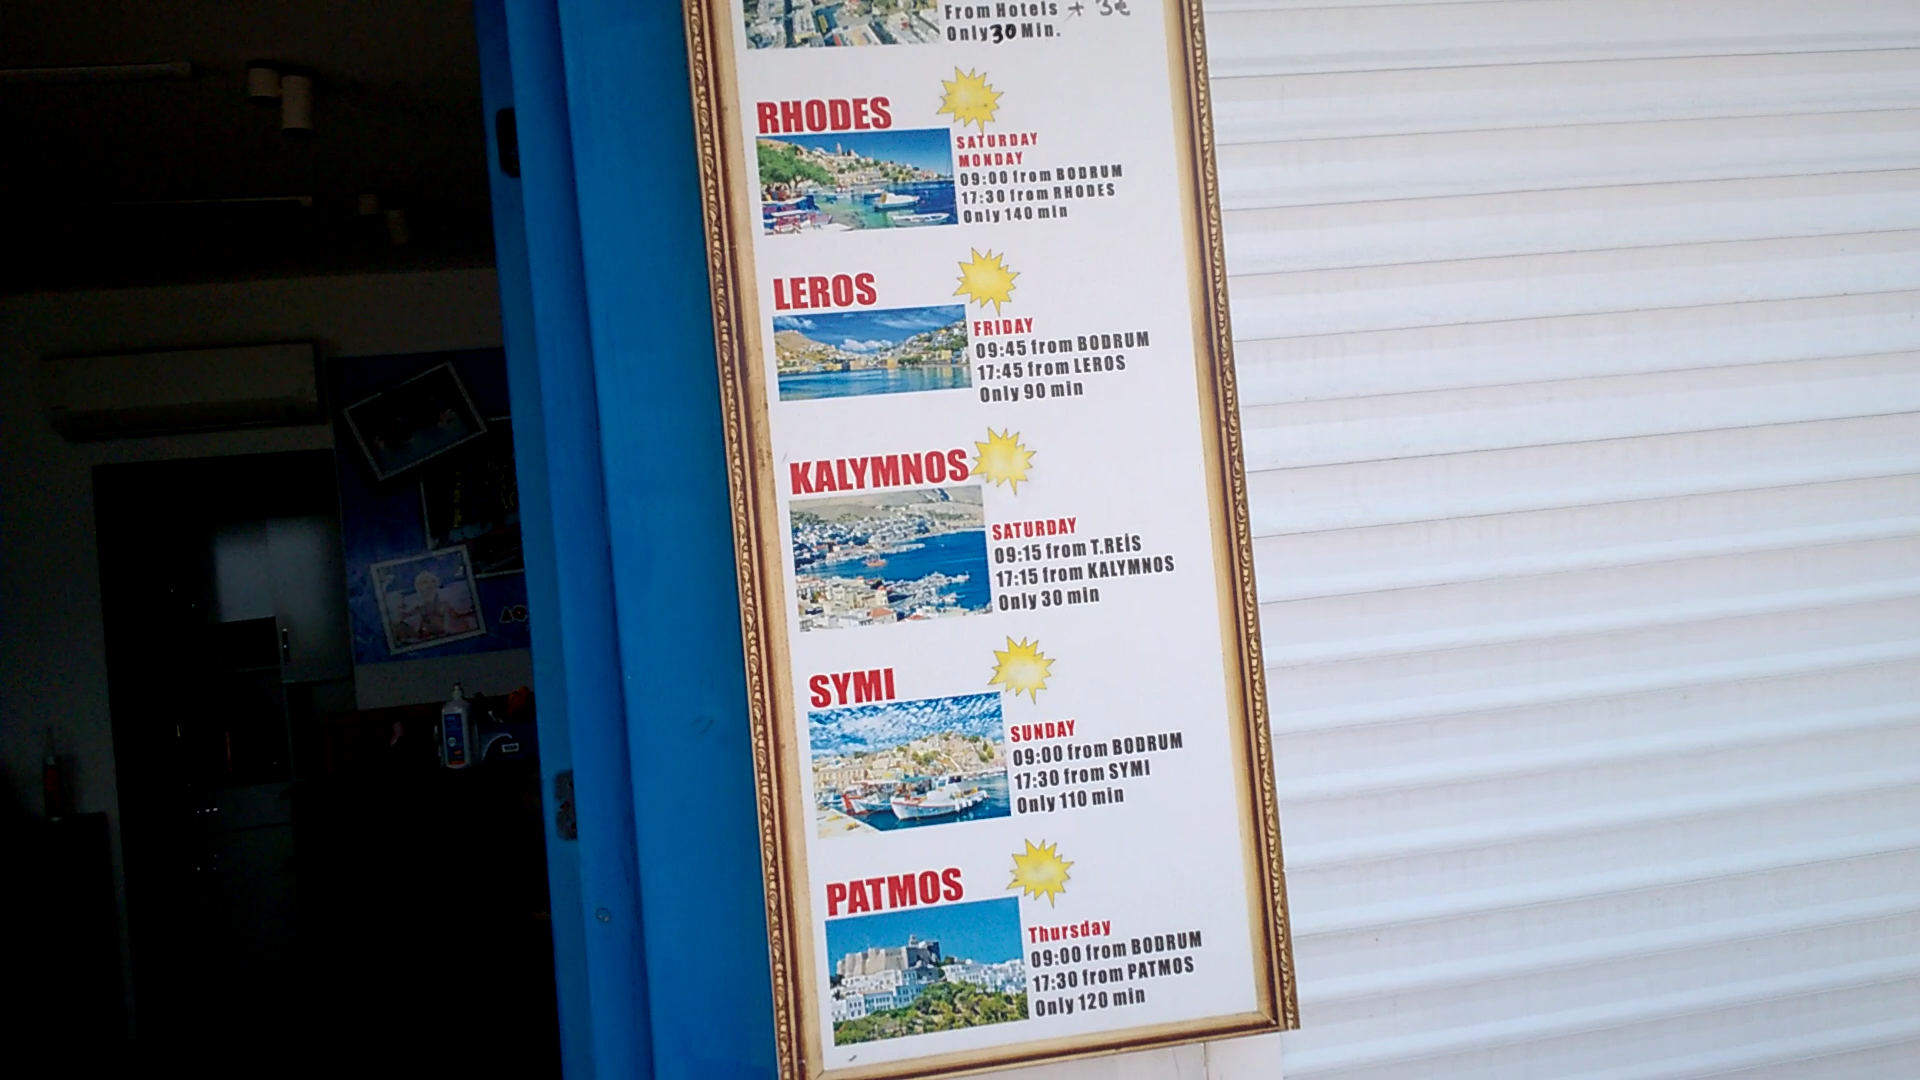 From Hotels + 3€
Only 30 Min.
RHODES
SATURDAY
MONDAY
09:00 from BODRUM
17:30 from RHODES
Only 140 min
LEROS
FRIDAY
09:45 from BODRUM
17:45 from LEROS
Only 90 min
KALYMNOS
SATURDAY
09:15 from T.REİS
17:15 from KALYMNOS
Only 30 min
SYMI
SUNDAY
09:00 from BODRUM
17:30 from SYMI
Only 110 min
PATMOS
Thursday
09:00 from BODRUM
17:30 from PATMOS
Only 120 min